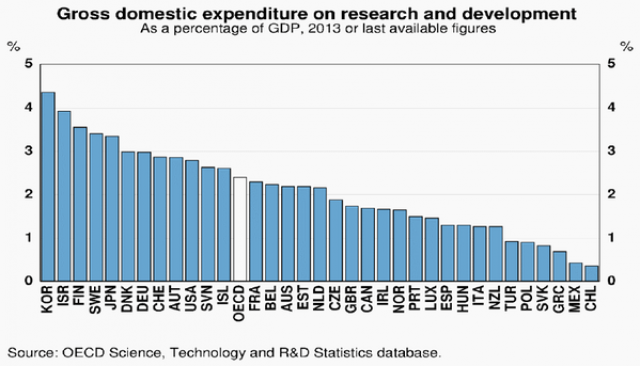 Gross domestic expenditure on research and development
As a percentage of GDP, 2013 or last available figures
% %
5 5
4 4
3 3
2 2
1 1
0 0
KOR ISR FIN SWE JPN DNK DEU CHE AUT USA SVN ISL OECD FRA BEL AUS EST NLD CZE GBR CAN IRL NOR PRT LUX ESP HUN ITA NZL TUR POL SVK GRC MEX CHL
Source: OECD Science, Technology and R&D Statistics database.